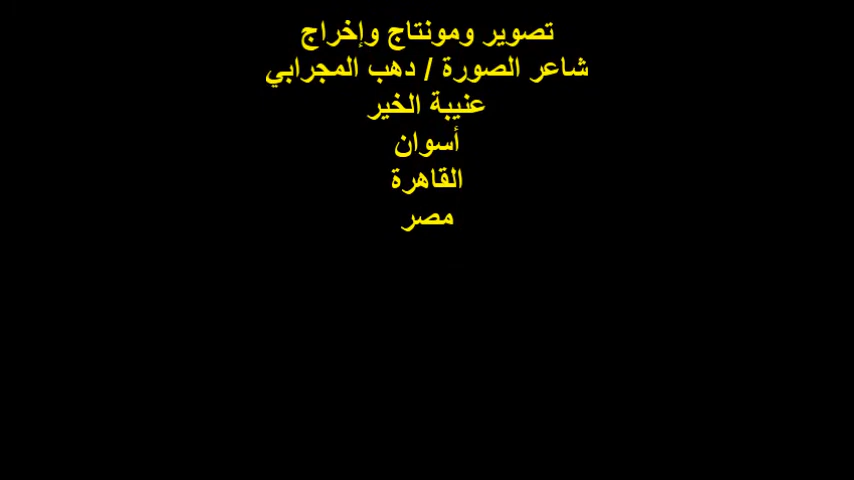 تصوير ومونتاج وإخراج
شاعر الصورة / دهب المجرابي
عنيبة الخير
أسوان
القاهرة
مصر